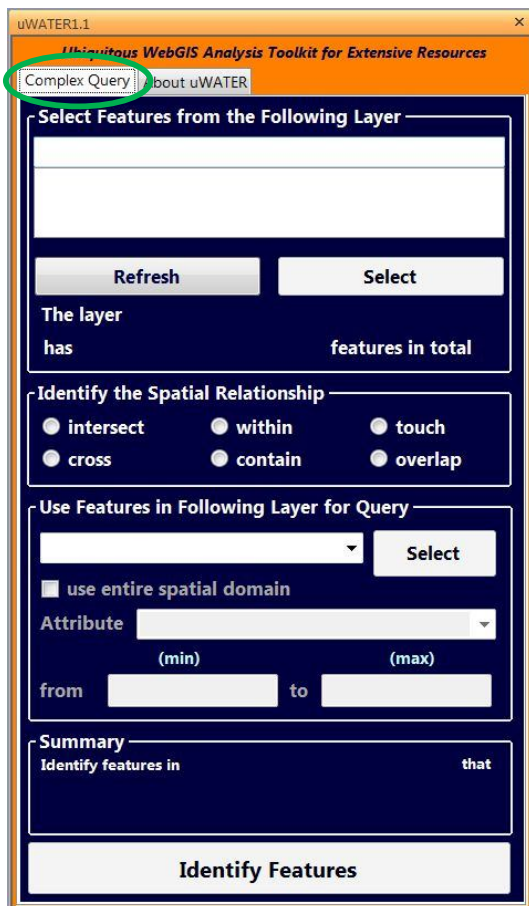 uWATER1.1
Ubiquitous WebGIS Analysis Toolkit for Extensive Resources
Complex Query About uWATER
Select Features from the Following Layer
Refresh Select
The layer
has features in total
Identify the Spatial Relationship
intersect within touch
cross contain overlap
Use Features in Following Layer for Query
Select
use entire spatial domain
Attribute
(min) (max)
from to
Summary
Identify features in that
Identify Features